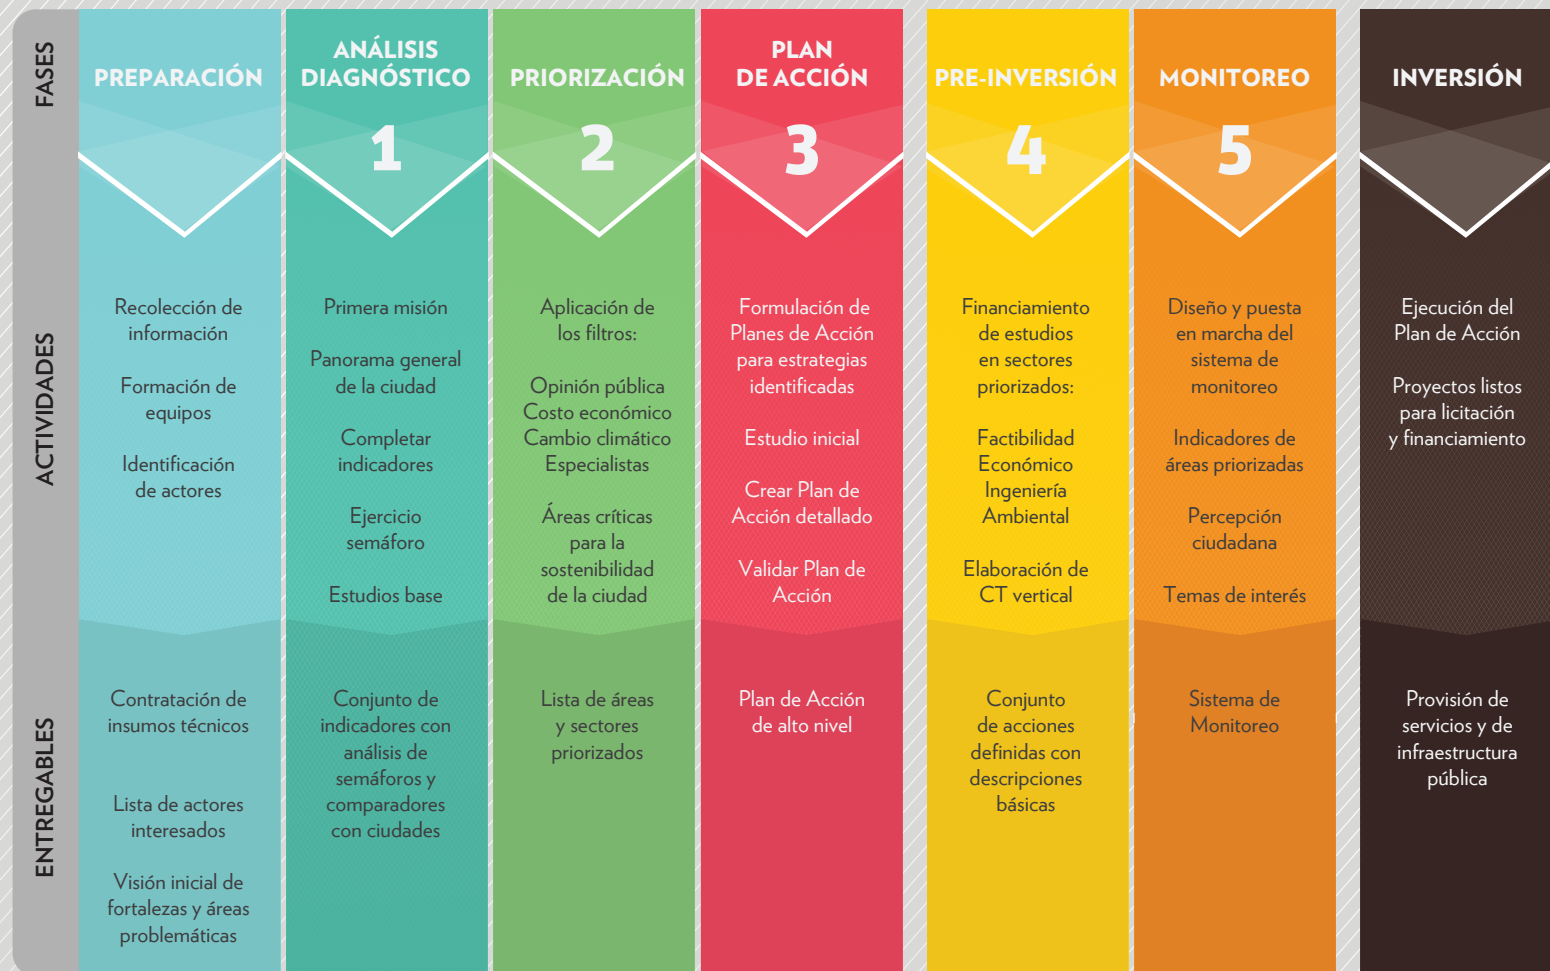 FASES
PREPARACIÓN
ANÁLISIS
DIAGNÓSTICO
1
PRIORIZACIÓN
2
PLAN
DE ACCIÓN
3
PRE-INVERSIÓN
4
MONITOREO
5
INVERSIÓN
ACTIVIDADES
Recolección de
información
Formación de
equipos
Identificación
de actores
Primera misión
Panorama general
de la ciudad
Completar
indicadores
Ejercicio
semáforo
Estudios base
Aplicación de
los filtros:
Opinión pública
Costo económico
Cambio climático
Especialistas
Áreas críticas
para la
sostenibilidad
de la ciudad
Formulación de
Planes de Acción
para estrategias
identificadas
Estudio inicial
Crear Plan de
Acción detallado
Validar Plan de
Acción
Financiamiento
de estudios
en sectores
priorizados:
Factibilidad
Económico
Ingeniería
Ambiental
Elaboración de
CT vertical
Diseño y puesta
en marcha del
sistema de
monitoreo
Indicadores de
áreas priorizadas
Percepción
ciudadana
Temas de interés
Ejecución del
Plan de Acción
Proyectos listos
para licitación
y financiamiento
ENTREGABLES
Contratación de
insumos técnicos
Lista de actores
interesados
Visión inicial de
fortalezas y áreas
problemáticas
Conjunto de
indicadores con
análisis de
semáforos y
comparadores
con ciudades
Lista de áreas
y sectores
priorizados
Plan de Acción
de alto nivel
Conjunto
de acciones
definidas con
descripciones
básicas
Sistema de
Monitoreo
Provisión de
servicios y de
infraestructura
pública